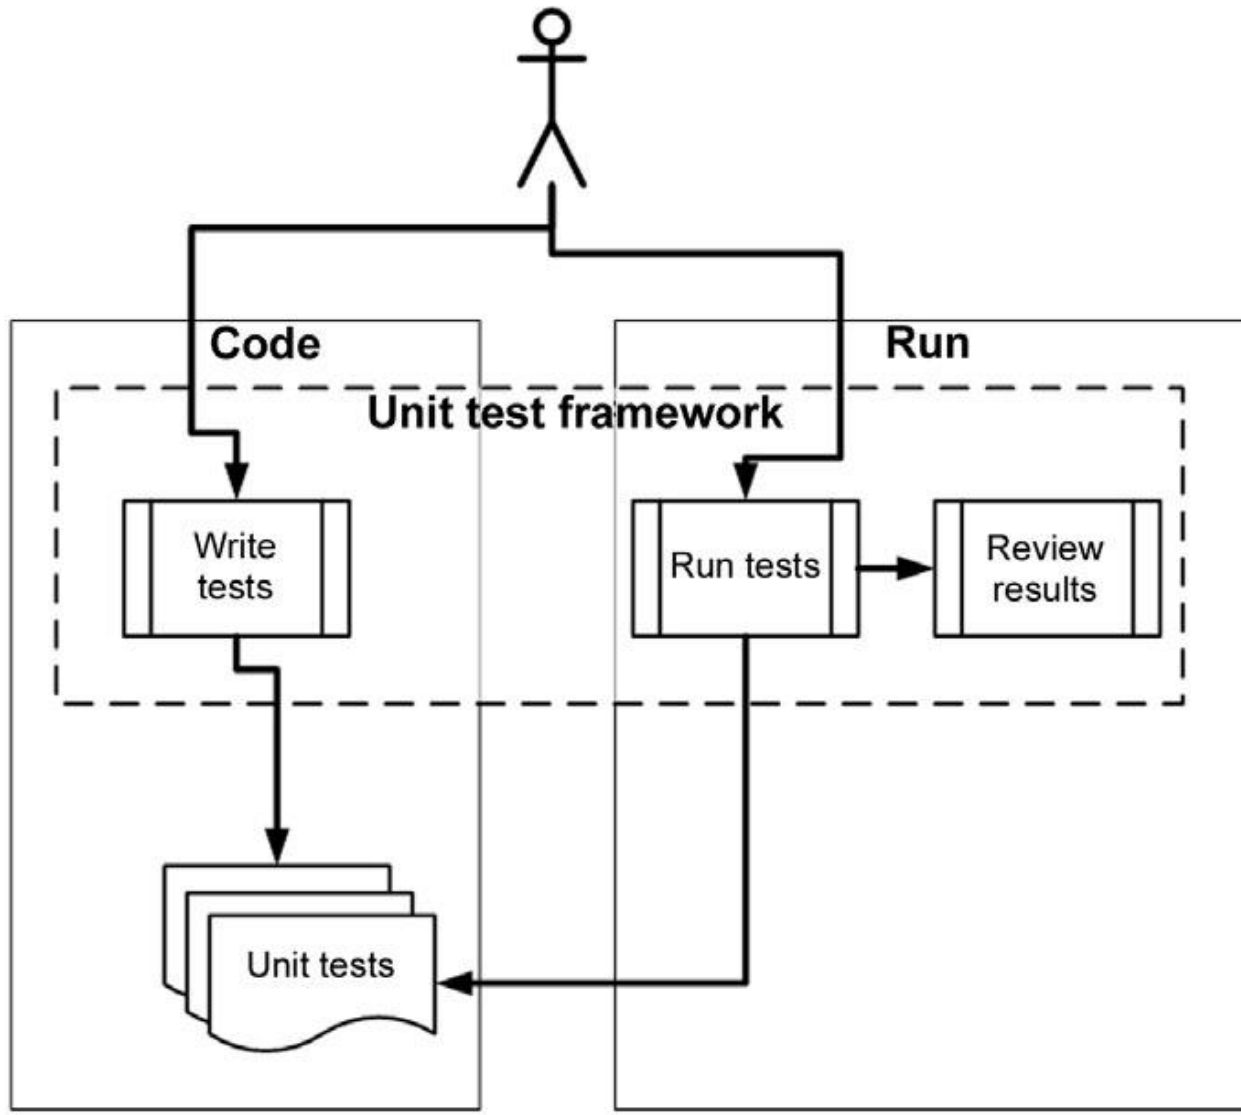 Code
Run
Unit test framework
Write
tests
Run tests
Review
results
Unit tests